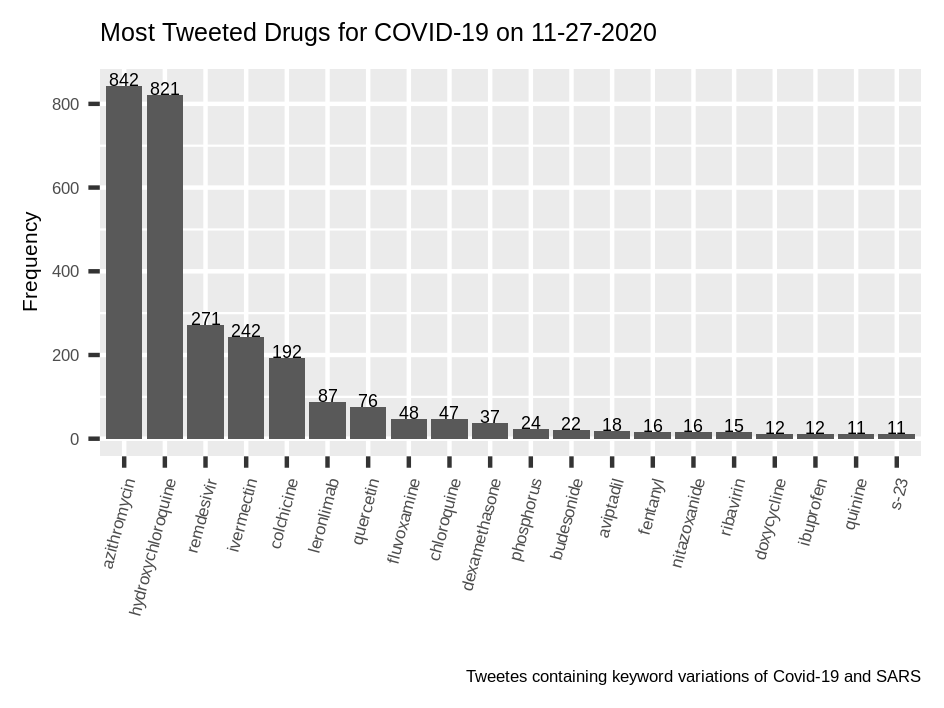 Most Tweeted Drugs for COVID-19 on 11-27-2020
Frequency
800
600
400
200
0
842
821
271
242
192
87
76
48
47
37
24
22
18
16
16
15
12
12
11
11
azithromycin
hydroxychloroquine
remdesivir
ivermectin
colchicine
leronlimab
quercetin
fluvoxamine
chloroquine
dexamethasone
phosphorus
budesonide
aviptadil
fentanyl
nitazoxanide
ribavirin
doxycycline
ibuprofen
quinine
s-23
Tweetes containing keyword variations of Covid-19 and SARS